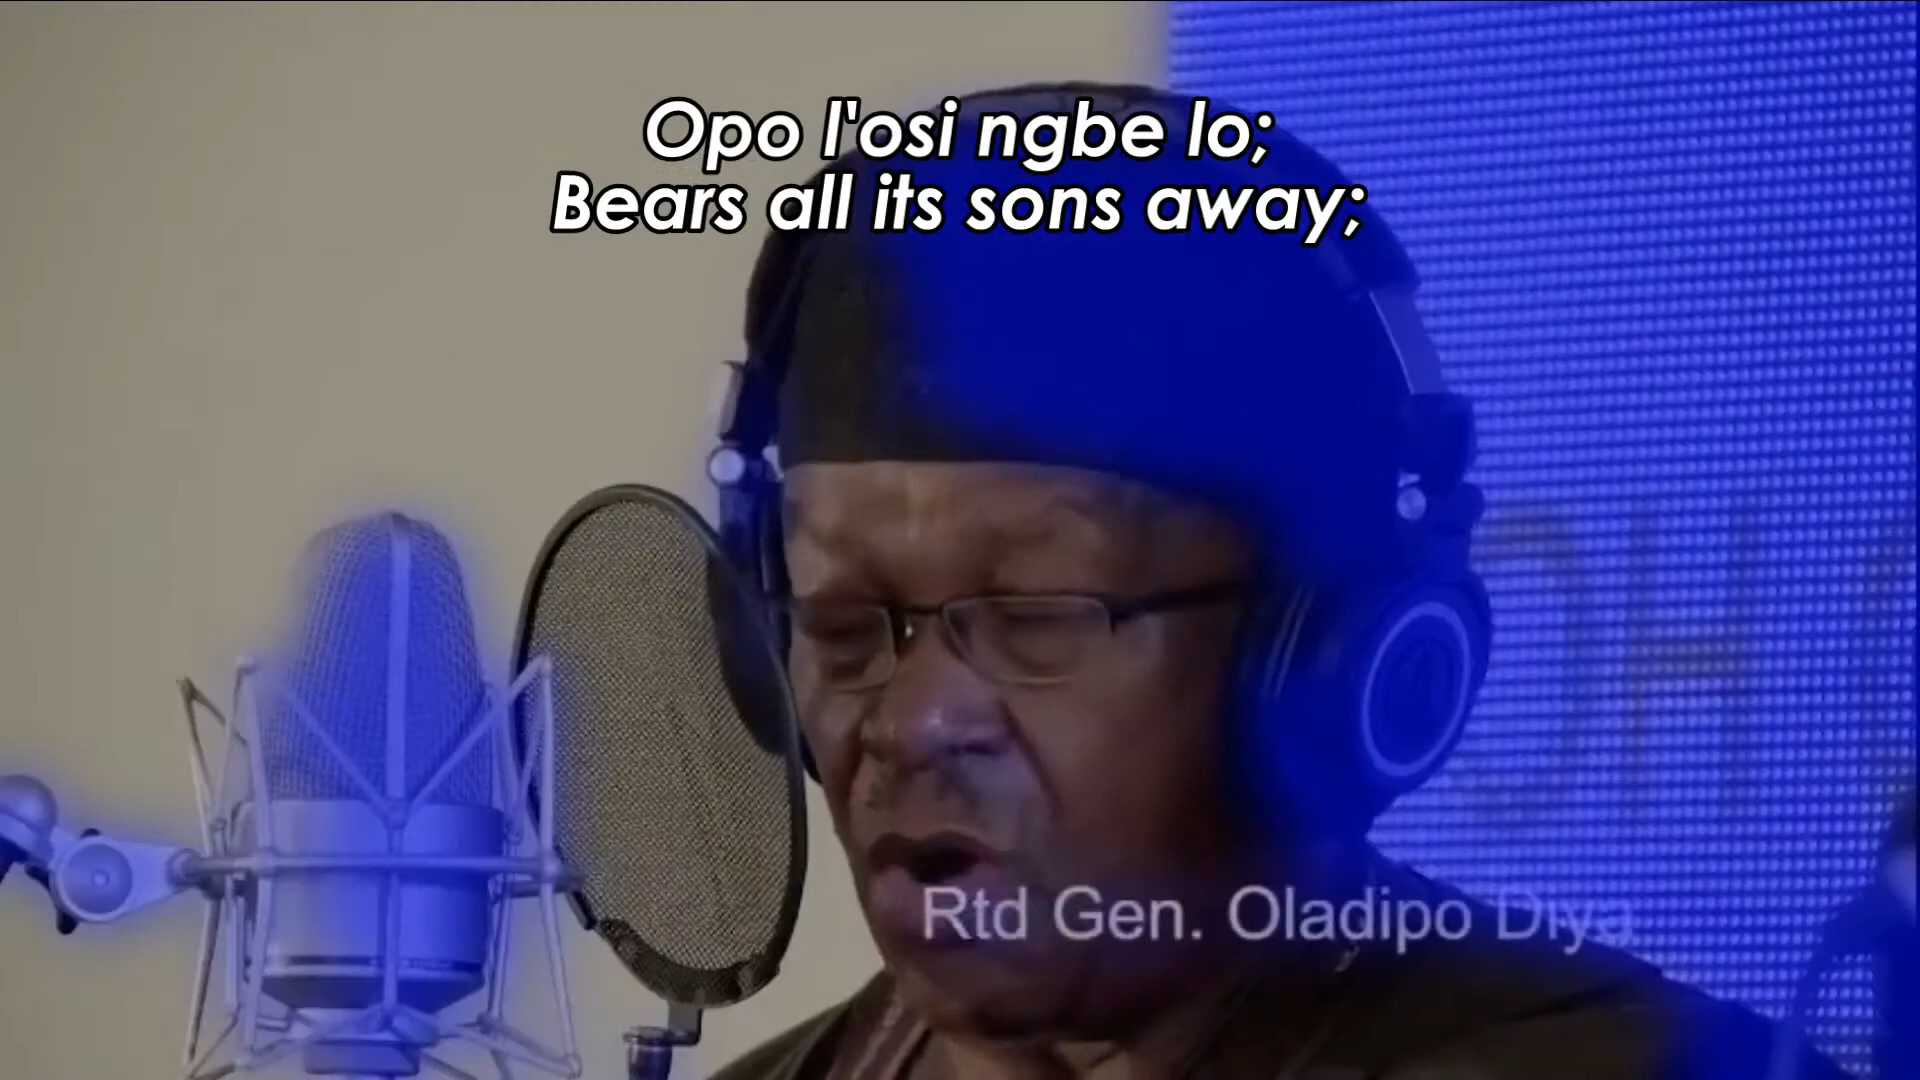 Opo l'osi ngbe lo;
Bears all its sons away;
Rtd Gen. Oladipo Diya